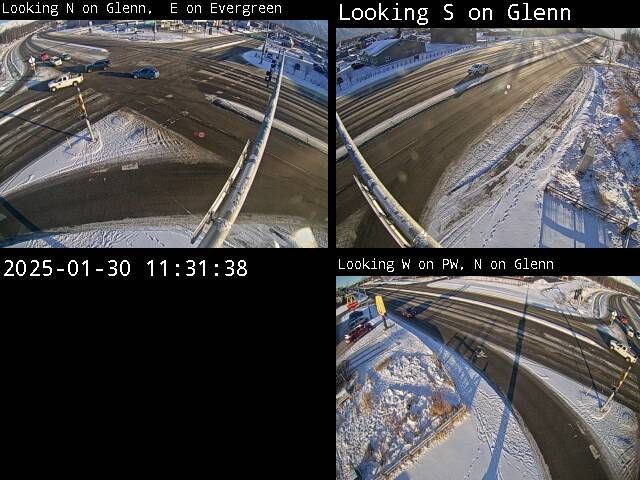 Looking N on Glenn, E on Evergreen
Looking S on Glenn
2025-01-30 11:31:38
Looking W on PW, N on Glenn